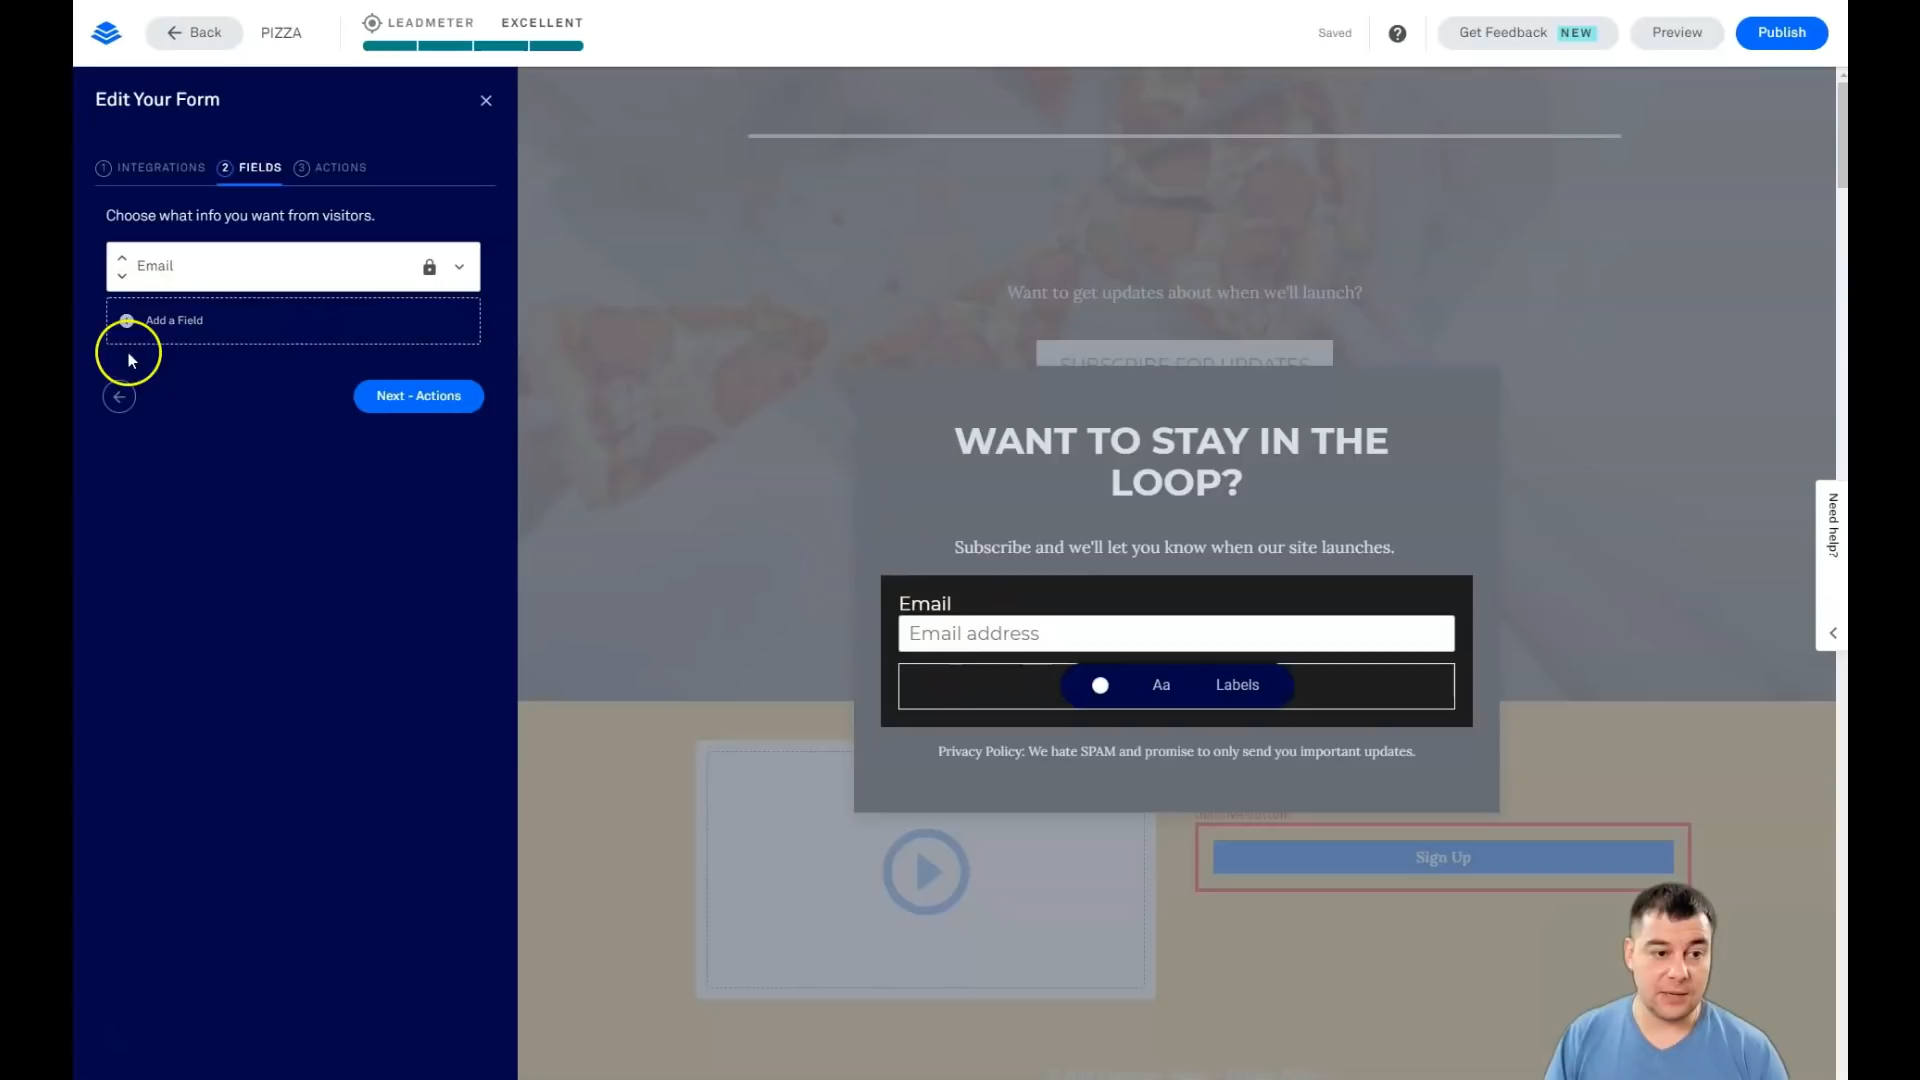 Back
PIZZA
LEADMETER
EXCELLENT
Saved
?
Get Feedback
NEW
Preview
Publish
Edit Your Form
1 INTEGRATIONS
2 FIELDS
3 ACTIONS
Choose what info you want from visitors.
Email
Add a Field
Next - Actions
Want to get updates about when we'll launch?
SUBSCRIBE FOR UPDATES
WANT TO STAY IN THE
LOOP?
Subscribe and we'll let you know when our site launches.
Email
Email address
Aa
Labels
Privacy Policy: We hate SPAM and promise to only send you important updates.
Sign Up
Need help?